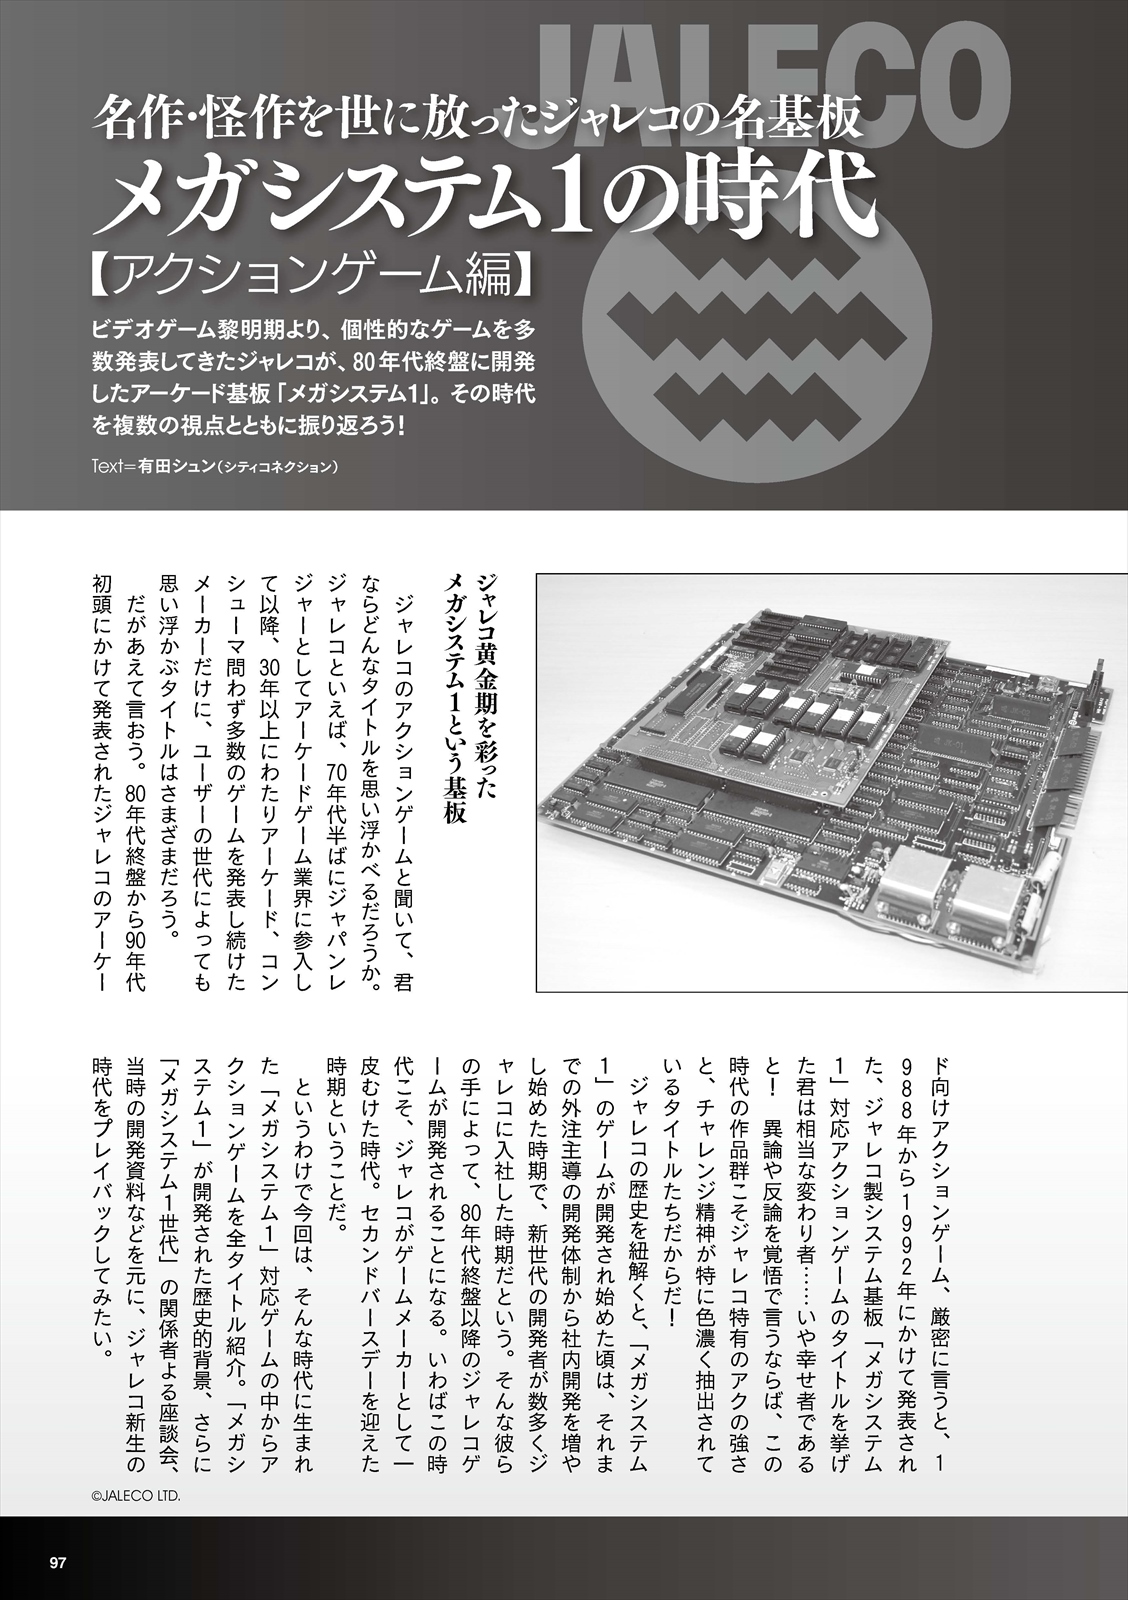 JALECO
名作・怪作を世に放ったジャレコの名基板
メガシステム1の時代
【アクションゲーム編】
ビデオゲーム黎明期より、個性的なゲームを多
数発表してきたジャレコが、80年代終盤に開発
したアーケード基板「メガシステム1」。その時代
を複数の視点とともに振り返ろう！
Text=有田シュン（シティコネクション）
ジャレコ黄金期を彩った
メガシステム1という基板
　ジャレコのアクションゲームと聞いて、君
ならどんなタイトルを思い浮かべるだろうか。
ジャレコといえば、70年代半ばにジャパンレ
ジャーとしてアーケードゲーム業界に参入し
て以降、30年以上にわたりアーケード、コン
シューマ問わず多数のゲームを発表し続けた
メーカーだけに、ユーザーの世代によっても
思い浮かぶタイトルはさまざまだろう。
　だがあえて言おう。80年代終盤から90年代
初頭にかけて発表されたジャレコのアーケー
ド向けアクションゲーム、厳密に言うと、1
988年から1992年にかけて発表され
た、ジャレコ製システム基板「メガシステム
1」対応アクションゲームのタイトルを挙げ
た君は相当な変わり者……いや幸せ者である
と！　異論や反論を覚悟で言うならば、この
時代の作品群こそジャレコ特有のアクの強さ
と、チャレンジ精神が特に色濃く抽出されて
いるタイトルたちだからだ！
　ジャレコの歴史を紐解くと、「メガシステム
1」のゲームが開発され始めた頃は、それま
での外注主導の開発体制から社内開発を増や
し始めた時期で、新世代の開発者が数多くジ
ャレコに入社した時期だという。そんな彼ら
の手によって、80年代終盤以降のジャレコゲ
ームが開発されることになる。いわばこの時
代こそ、ジャレコがゲームメーカーとして一
皮むけた時代。セカンドバースデーを迎えた
時期ということだ。
　というわけで今回は、そんな時代に生まれ
た「メガシステム1」対応ゲームの中からア
クションゲームを全タイトル紹介。「メガシ
ステム1」が開発された歴史的背景、さらに
「メガシステム1世代」の関係者よる座談会、
当時の開発資料などを元に、ジャレコ新生の
時代をプレイバックしてみたい。
©JALECO LTD.
97